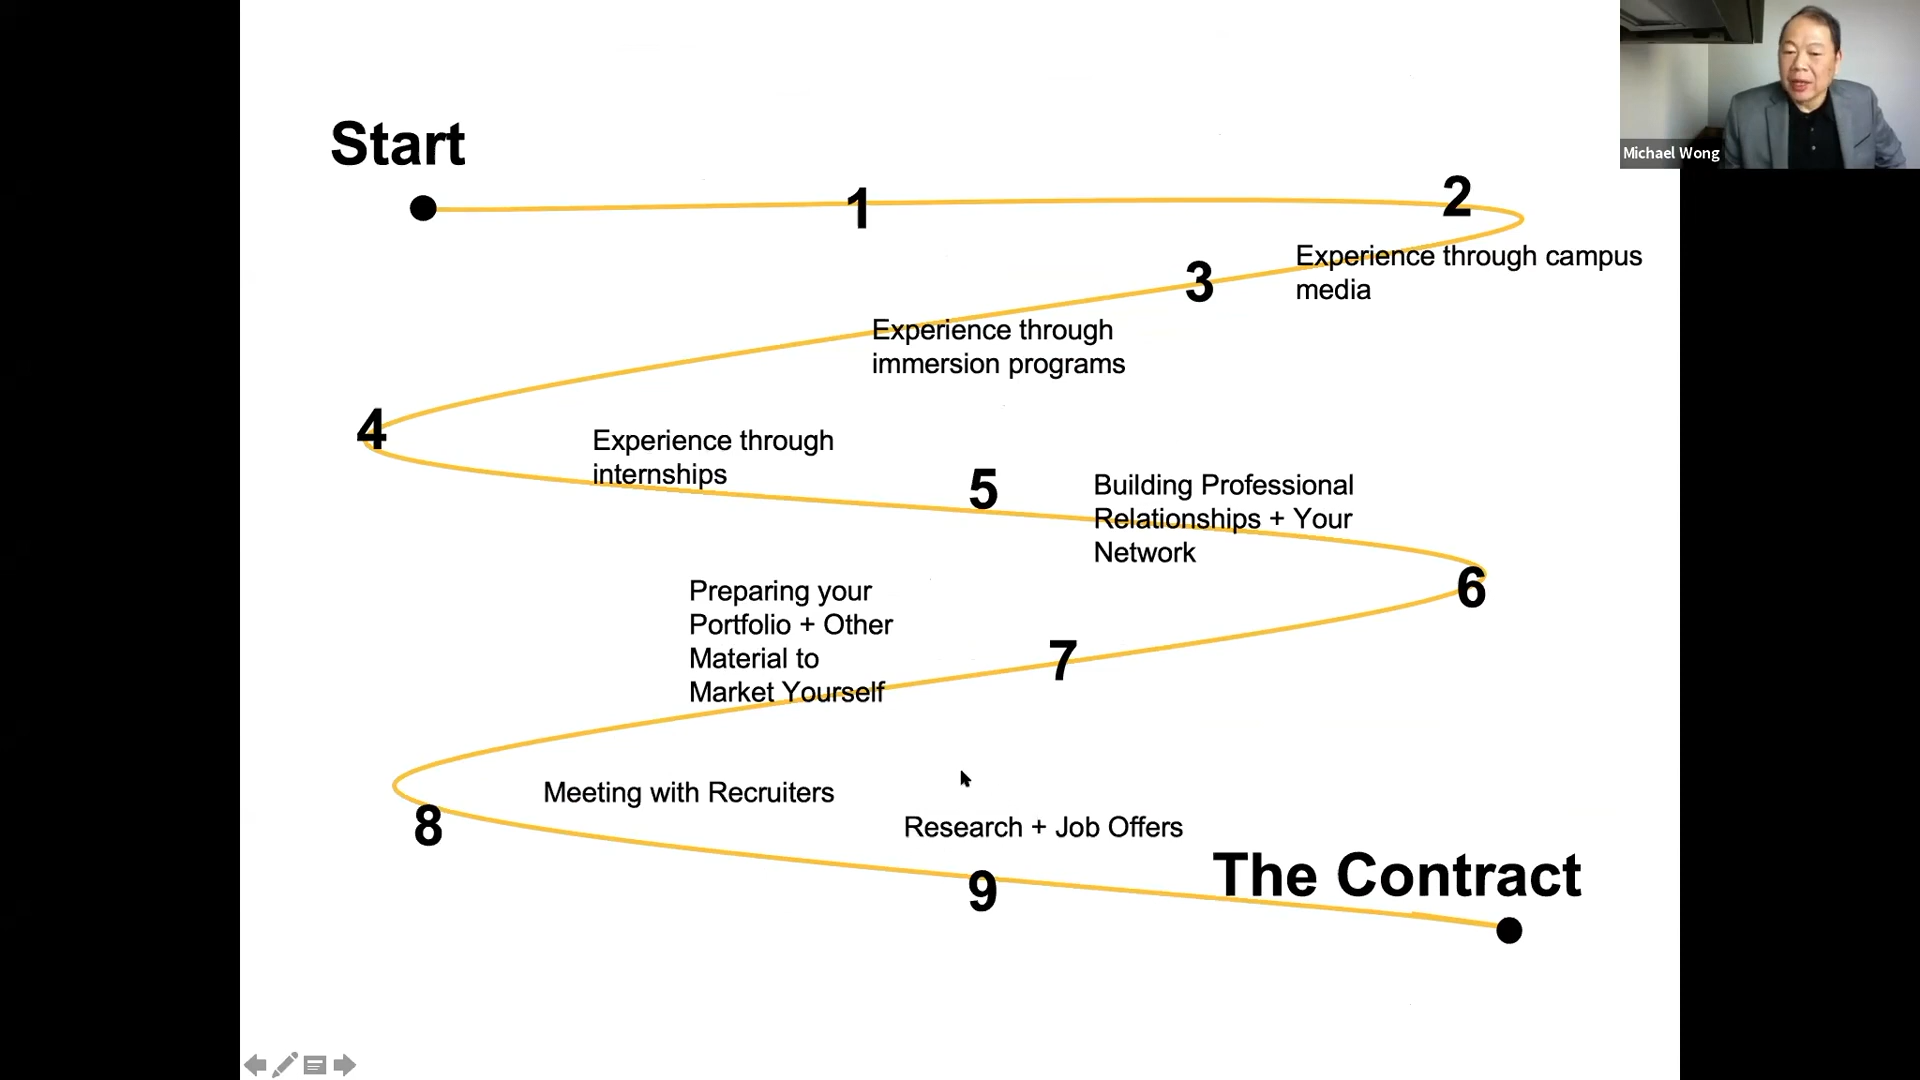 Start
Michael Wong
1
2
Experience through campus
media
3
Experience through
immersion programs
4
Experience through
internships
5
Building Professional
Relationships + Your
Network
6
Preparing your
Portfolio + Other
Material to
Market Yourself
7
Meeting with Recruiters
8
Research + Job Offers
9
The Contract